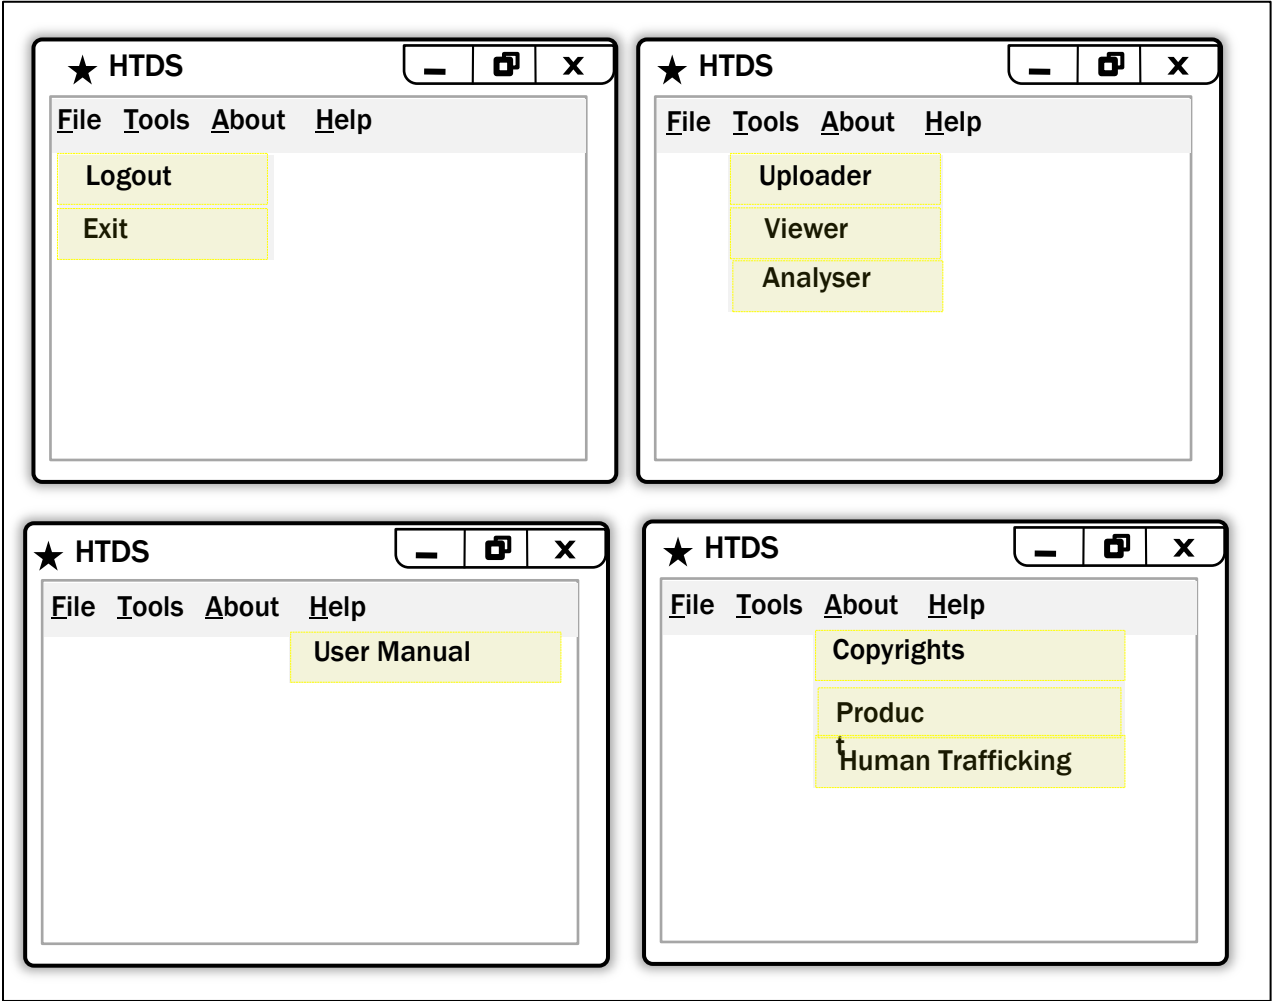 HTDS
File Tools About Help
Logout
Exit
HTDS
File Tools About Help
Uploader
Viewer
Analyser
HTDS
File Tools About Help
User Manual
HTDS
File Tools About Help
Copyrights
Produc
t
Human Trafficking